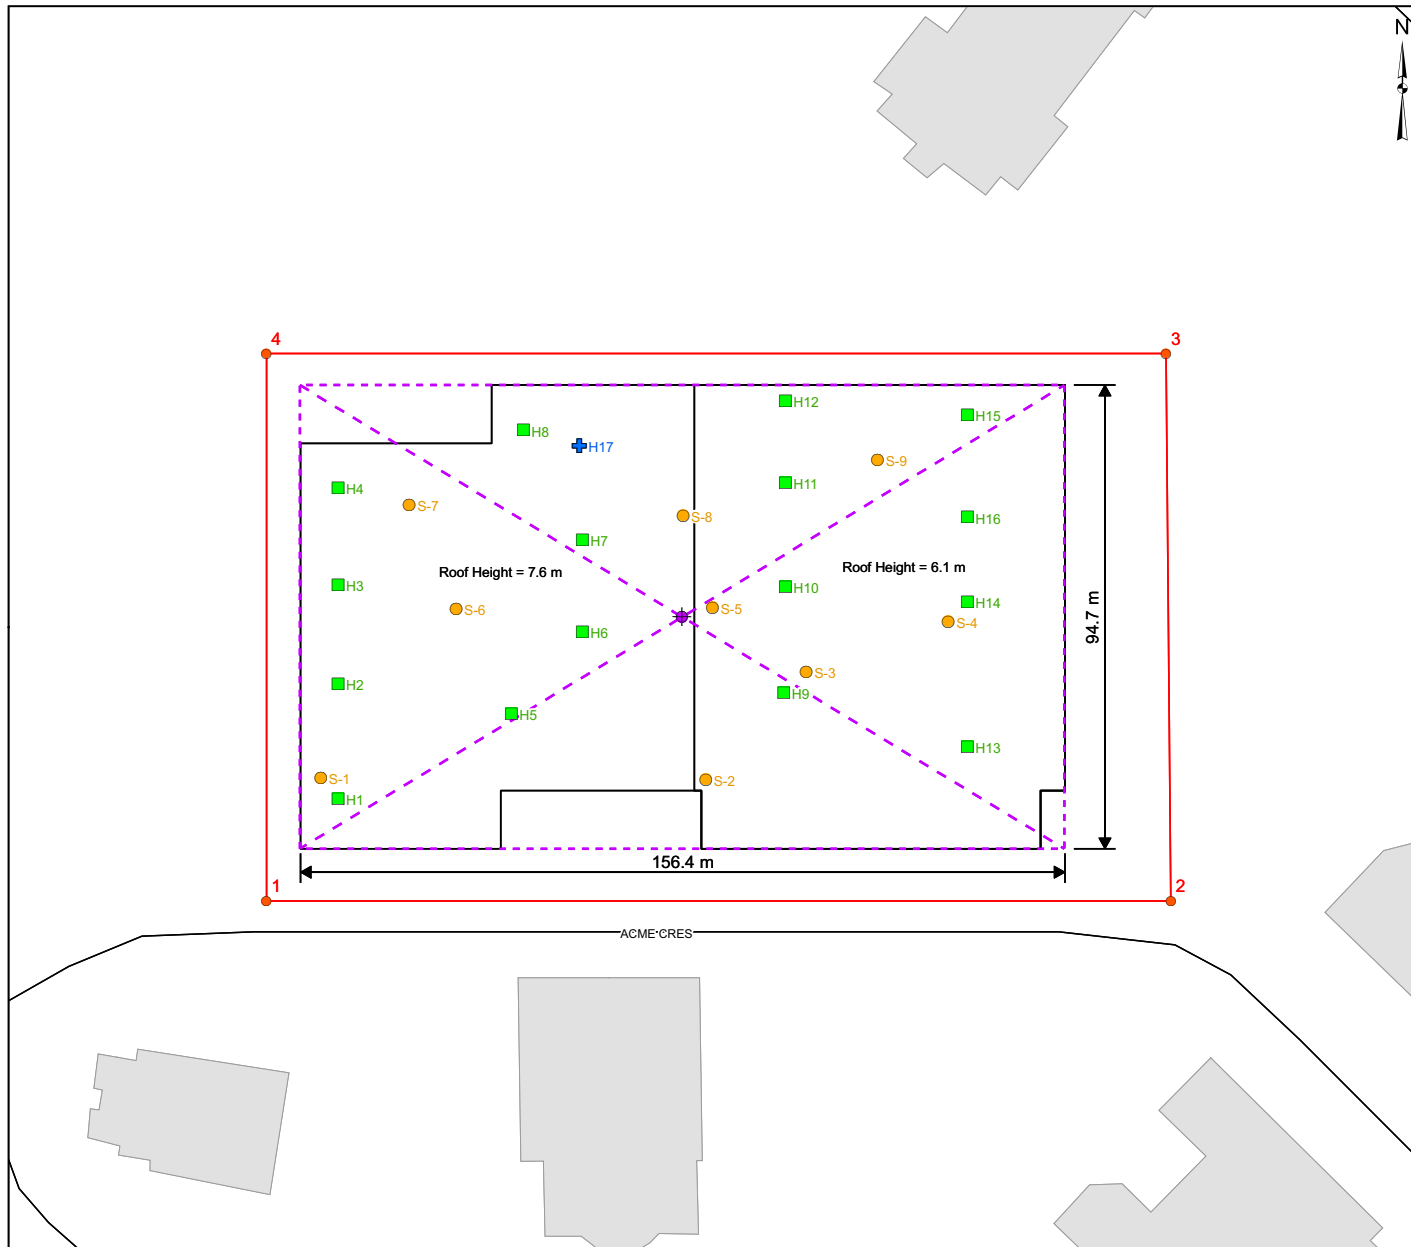 N
4
3
H12
H15
H8
H17
S-9
H11
H4
S-7
S-8
H16
H7
Roof Height = 7.6 m
Roof Height = 6.1 m
H3
H10
H14
S-6
S-5
S-4
94.7 m
H6
S-3
H2
H9
H5
H13
S-1
S-2
H1
156.4 m
1
2
ACME CRES